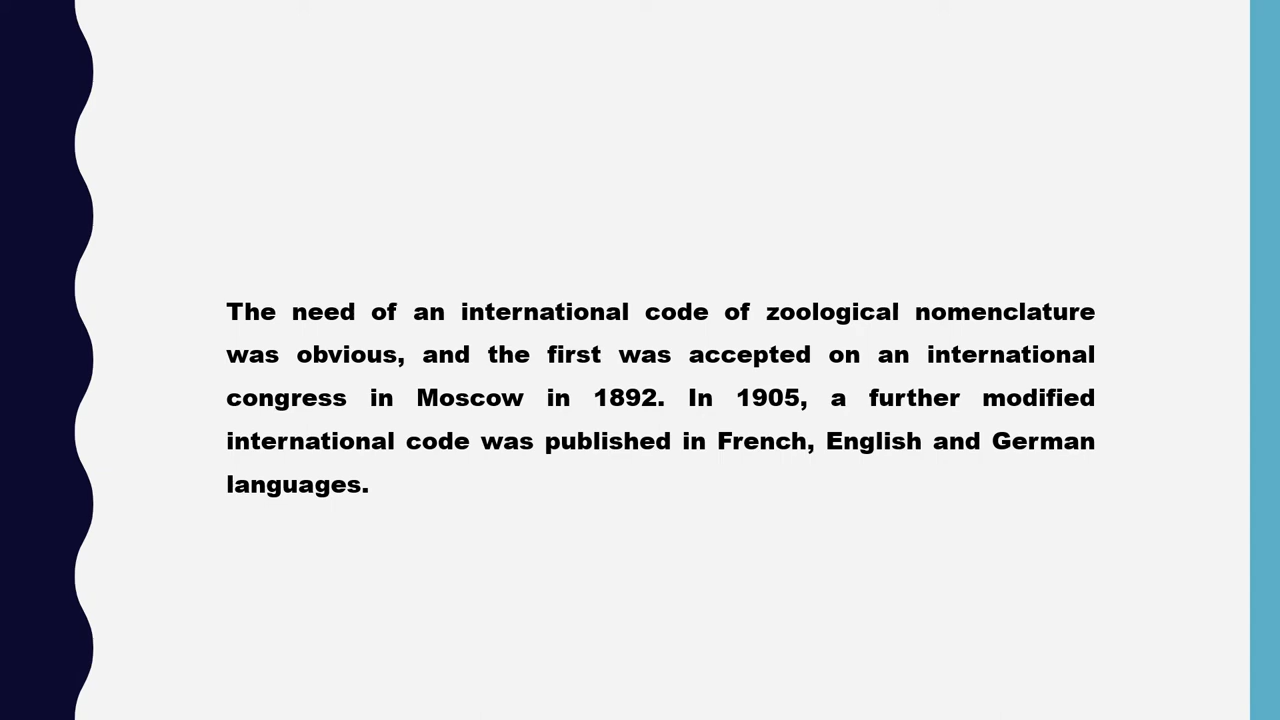 The need of an international code of zoological nomenclature
was obvious, and the first was accepted on an international
congress in Moscow in 1892. In 1905, a further modified
international code was published in French, English and German
languages.